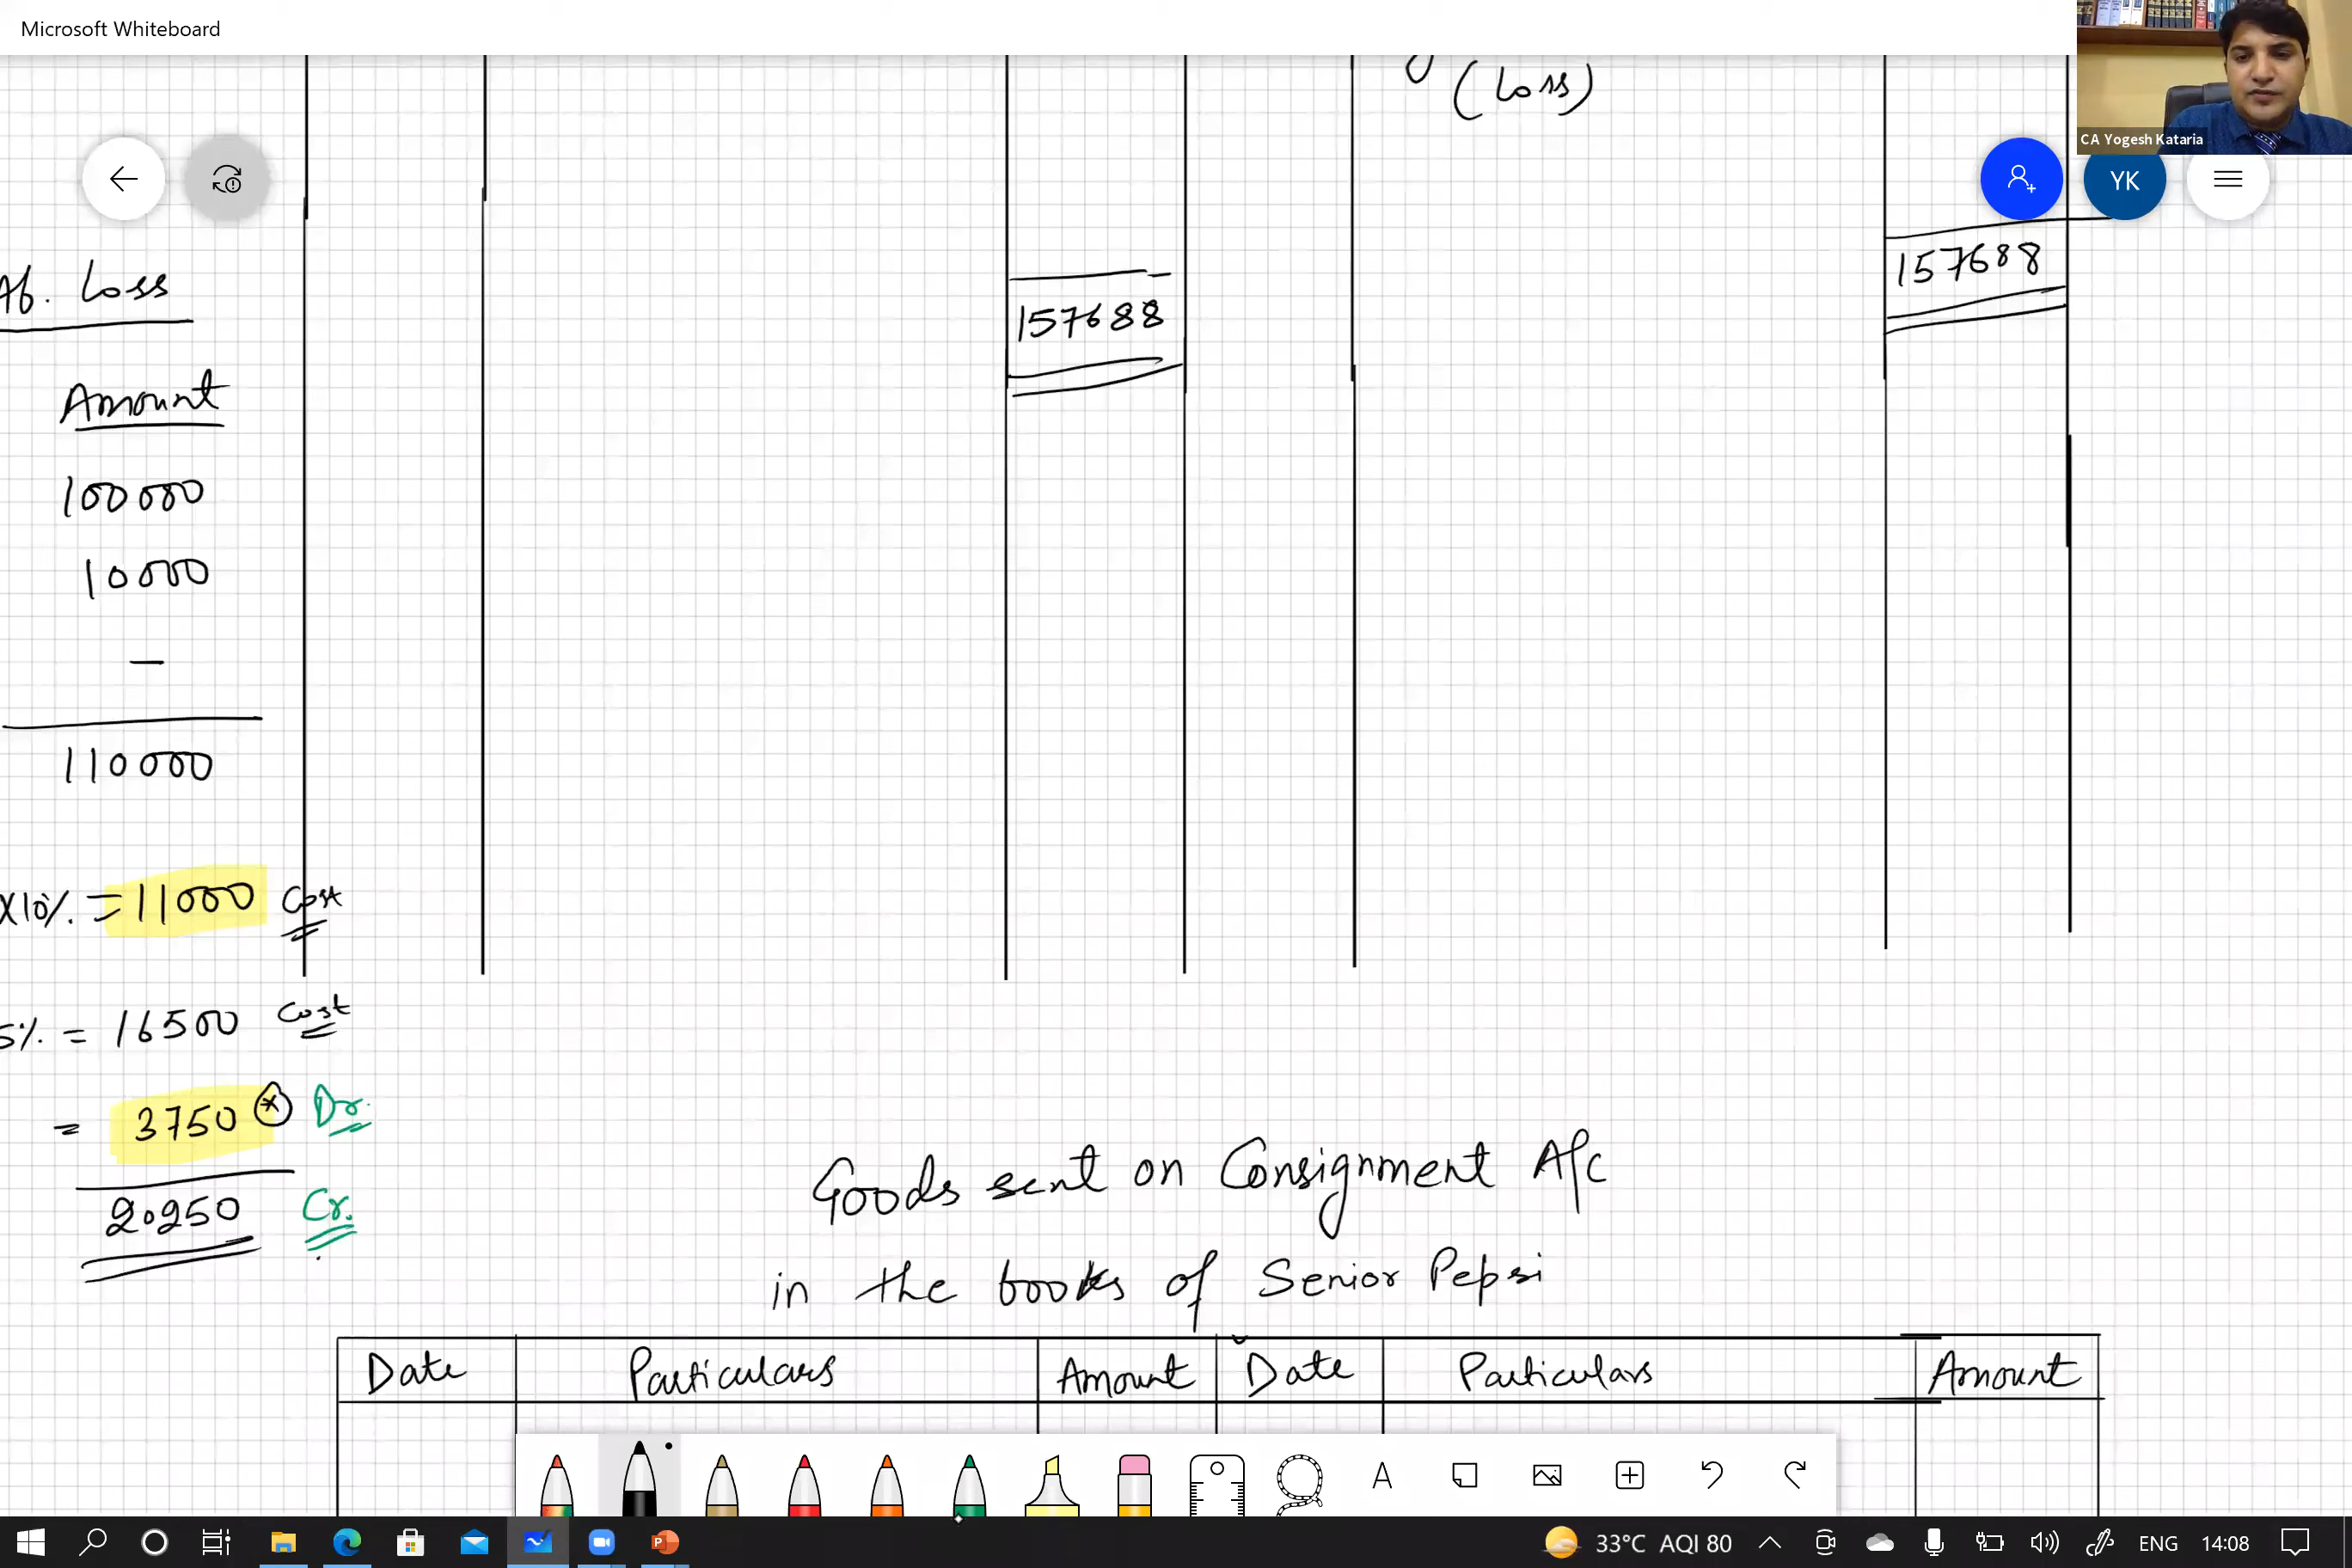 Microsoft Whiteboard
CA Yogesh Kataria
YK
(Loss)
157688
157688
Ab. Loss
Amount
100000
10000
—
110000
X10%. = 11000 Cost
5%. = 16500 Cost
= 3750 * Dr.
20250 Cr.
Goods sent on Consignment A/c
in the books of Senior Pepsi
Date Particulars Amount Date Particulars Amount
A
33°C AQI 80 ENG 14:08